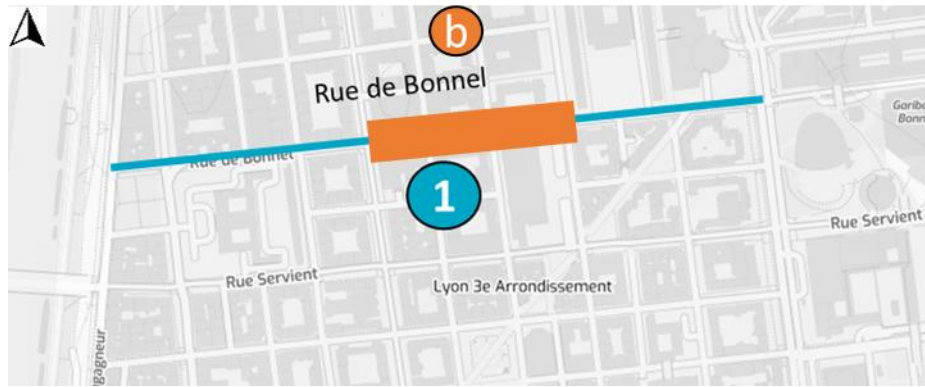 b
Rue de Bonnel
Rue de Bonnel
1
Rue Servient
Rue Servient
Lyon 3e Arrondissement